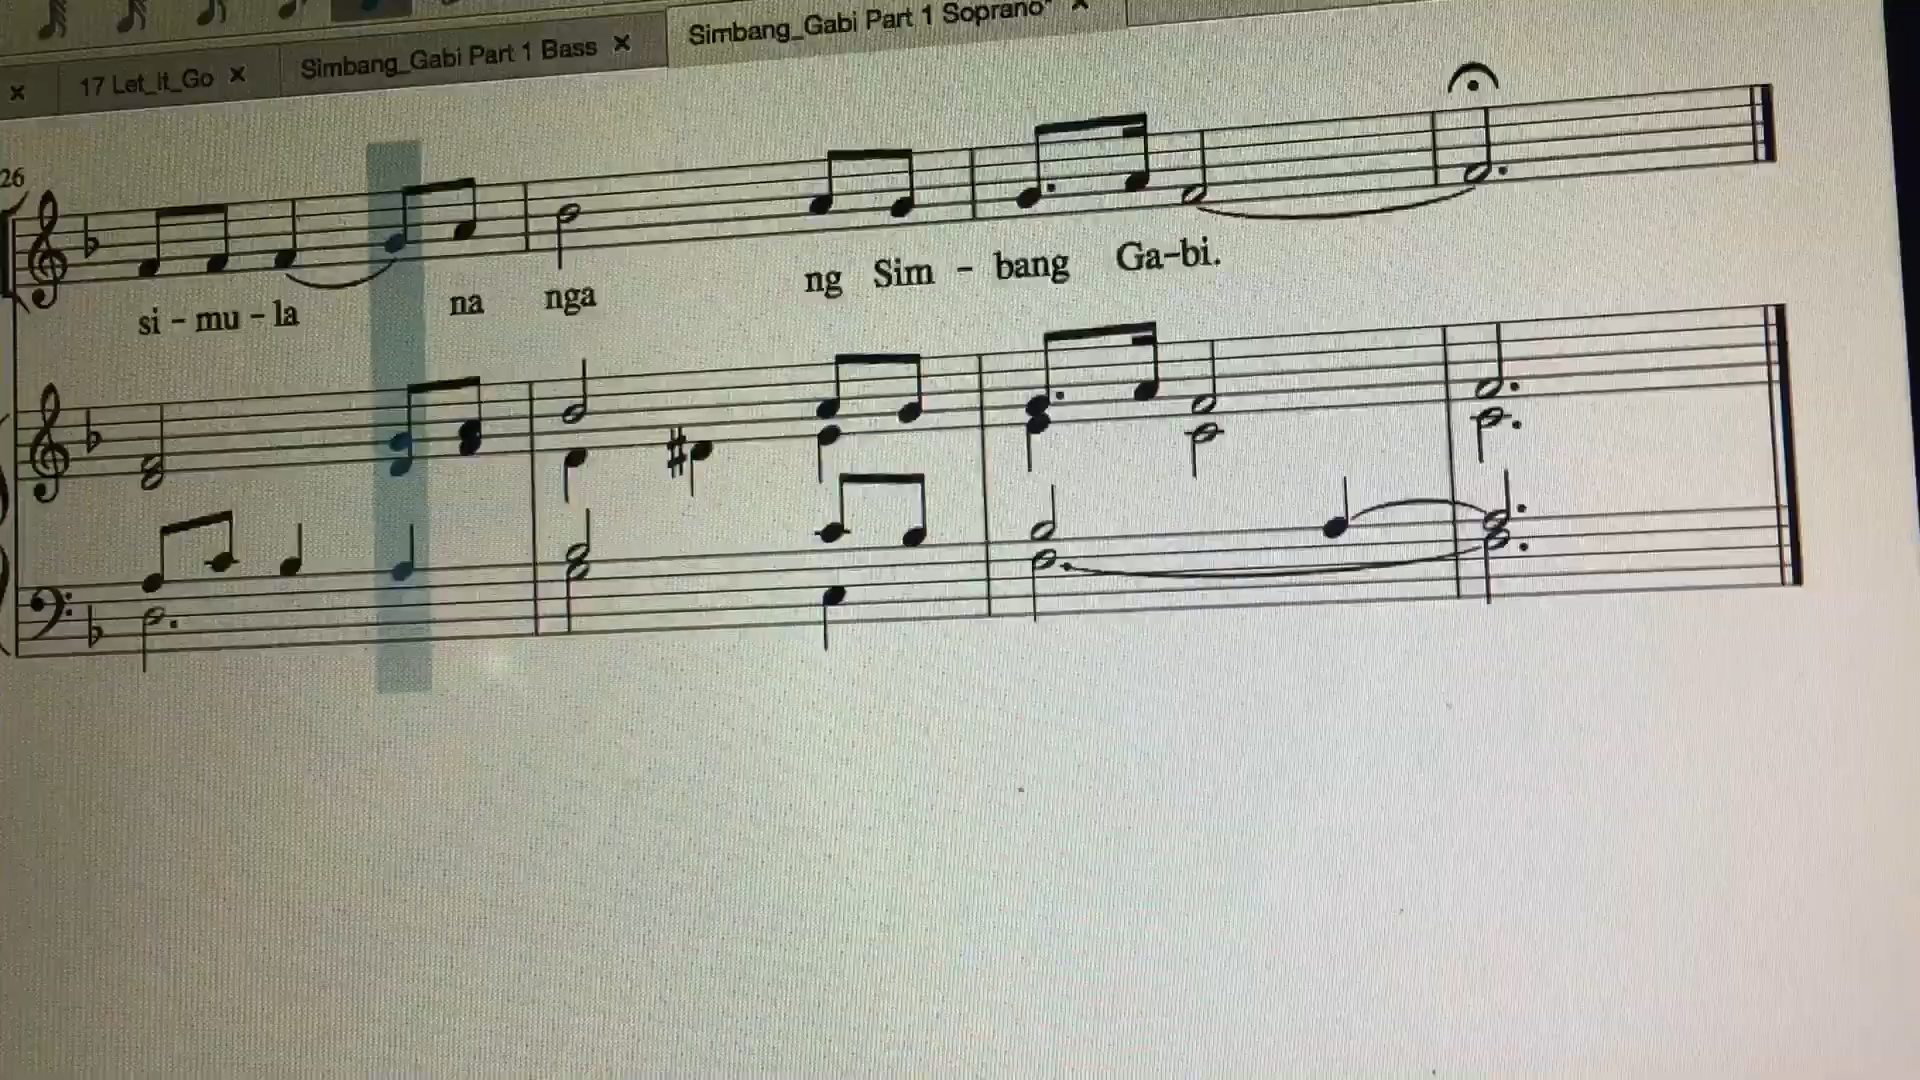 17 Let_It_Go × Simbang_Gabi Part 1 Bass × Simbang_Gabi Part 1 Soprano* ×
26
si - mu - la na nga ng Sim - bang Ga-bi.